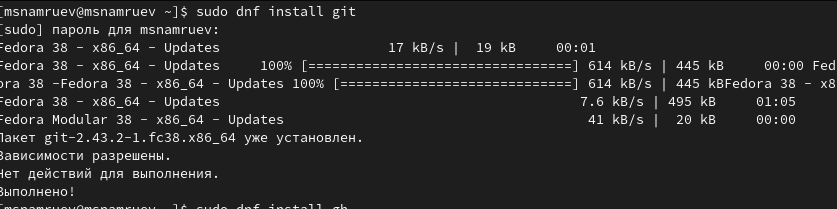 [msnamruev@msnamruev ~]$ sudo dnf install git
[sudo] пароль для msnamruev:
Fedora 38 - x86_64 - Updates 17 kB/s | 19 kB 00:01
Fedora 38 - x86_64 - Updates 100% [=================================] 614 kB/s | 445 kB 00:00 Fed
ora 38 -Fedora 38 - x86_64 - Updates 100% [=============================] 614 kB/s | 445 kBFedora 38 - x8
Fedora 38 - x86_64 - Updates 7.6 kB/s | 495 kB 01:05
Fedora Modular 38 - x86_64 - Updates 41 kB/s | 20 kB 00:00
Пакет git-2.43.2-1.fc38.x86_64 уже установлен.
Зависимости разрешены.
Нет действий для выполнения.
Выполнено!
[msnamruev@msnamruev ~]$ sudo dnf install gh